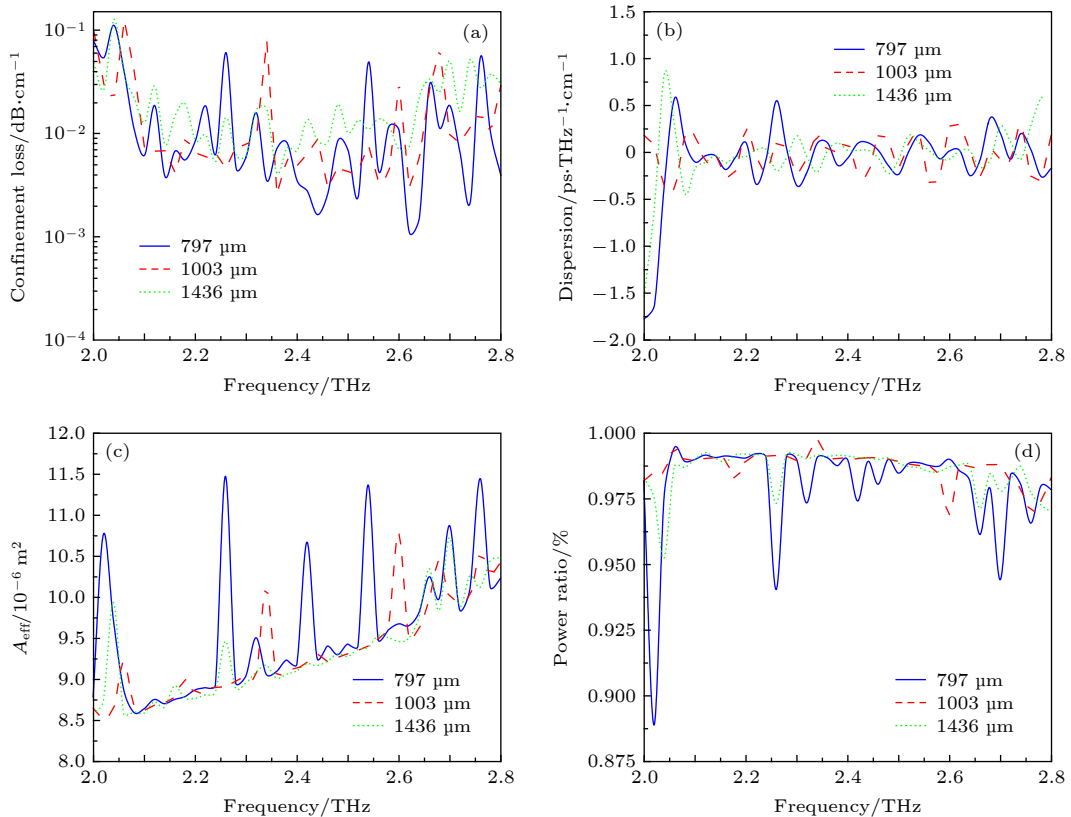 (a)
Confinement loss/dB·cm⁻¹
10⁻¹
10⁻²
10⁻³
10⁻⁴
797 µm
1003 µm
1436 µm
2.0 2.2 2.4 2.6 2.8
Frequency/THz
(b)
Dispersion/ps·THz⁻¹·cm⁻¹
1.5
1.0
0.5
0
−0.5
−1.0
−1.5
−2.0
797 µm
1003 µm
1436 µm
2.0 2.2 2.4 2.6 2.8
Frequency/THz
(c)
A_eff/10⁻⁶ m²
12.0
11.5
11.0
10.5
10.0
9.5
9.0
8.5
8.0
797 µm
1003 µm
1436 µm
2.0 2.2 2.4 2.6 2.8
Frequency/THz
(d)
Power ratio/%
1.000
0.975
0.950
0.925
0.900
0.875
797 µm
1003 µm
1436 µm
2.0 2.2 2.4 2.6 2.8
Frequency/THz